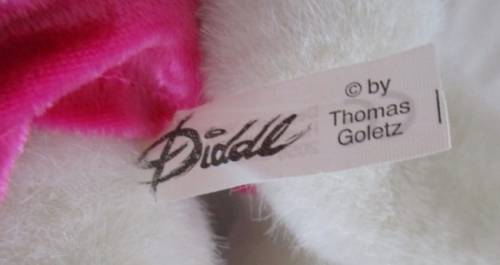 Diddl
© by
Thomas
Goletz